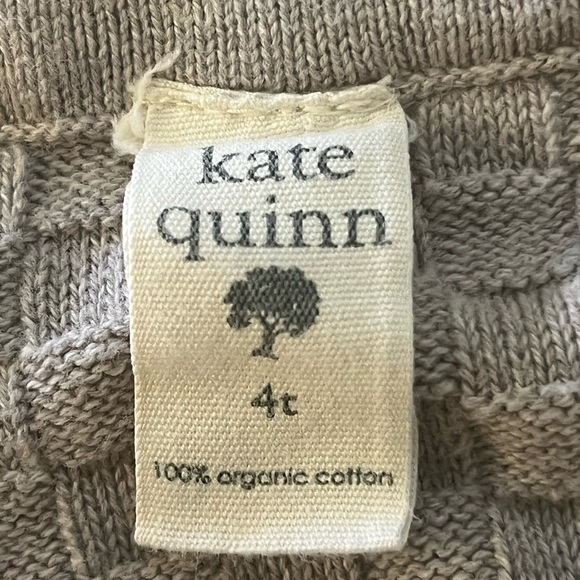 kate
quinn
4t
100% organic cotton